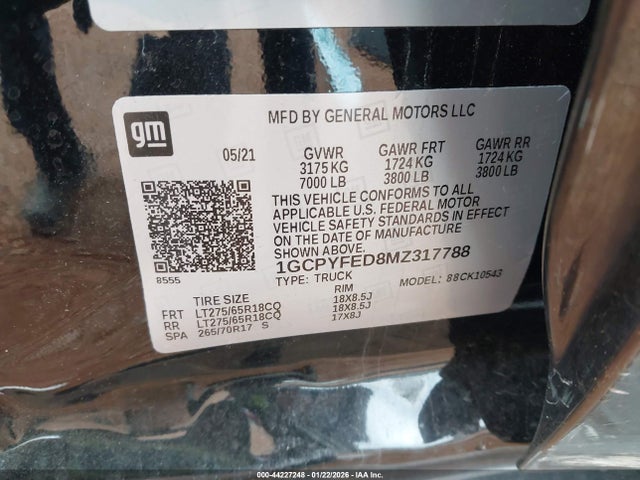 gm
MFD BY GENERAL MOTORS LLC
05/21 GVWR GAWR FRT GAWR RR
3175 KG 1724 KG 1724 KG
7000 LB 3800 LB 3800 LB
THIS VEHICLE CONFORMS TO ALL
APPLICABLE U.S. FEDERAL MOTOR
VEHICLE SAFETY STANDARDS IN EFFECT
ON THE DATE OF MANUFACTURE
SHOWN ABOVE.
1GCPYFED8MZ317788
8555
TYPE: TRUCK MODEL: 88CK10543
TIRE SIZE RIM
FRT LT275/65R18CQ 18X8.5J
RR LT275/65R18CQ 18X8.5J
SPA 265/70R17 S 17X8J
000-44227248 - 01/22/2026 - IAA Inc.